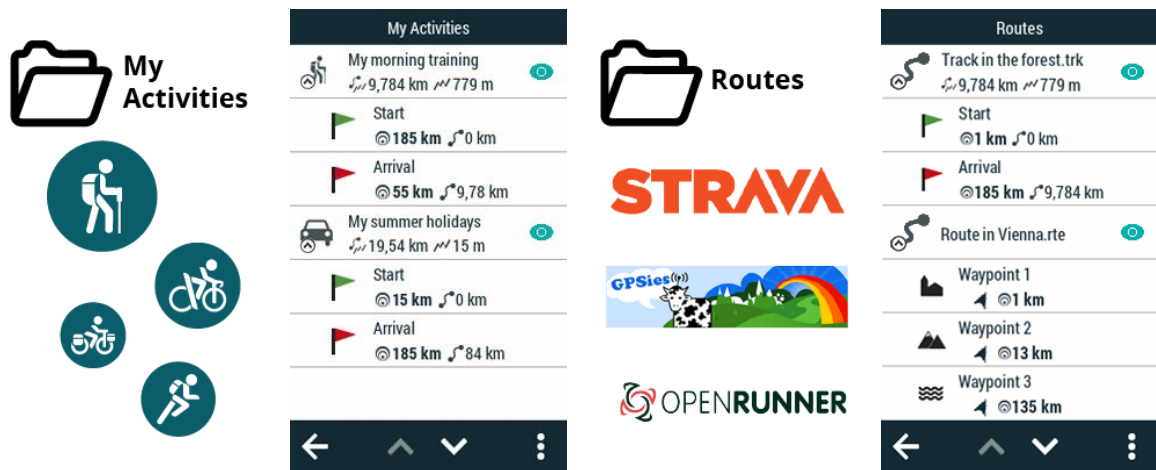 My
Activities
My Activities
My morning training
9,784 km 779 m
Start
185 km 0 km
Arrival
55 km 9,78 km
My summer holidays
19,54 km 15 m
Start
15 km 0 km
Arrival
185 km 84 km
Routes
STRAVA
GPSies
OPENRUNNER
Routes
Track in the forest.trk
9,784 km 779 m
Start
1 km 0 km
Arrival
185 km 9,784 km
Route in Vienna.rte
Waypoint 1
1 km
Waypoint 2
13 km
Waypoint 3
135 km